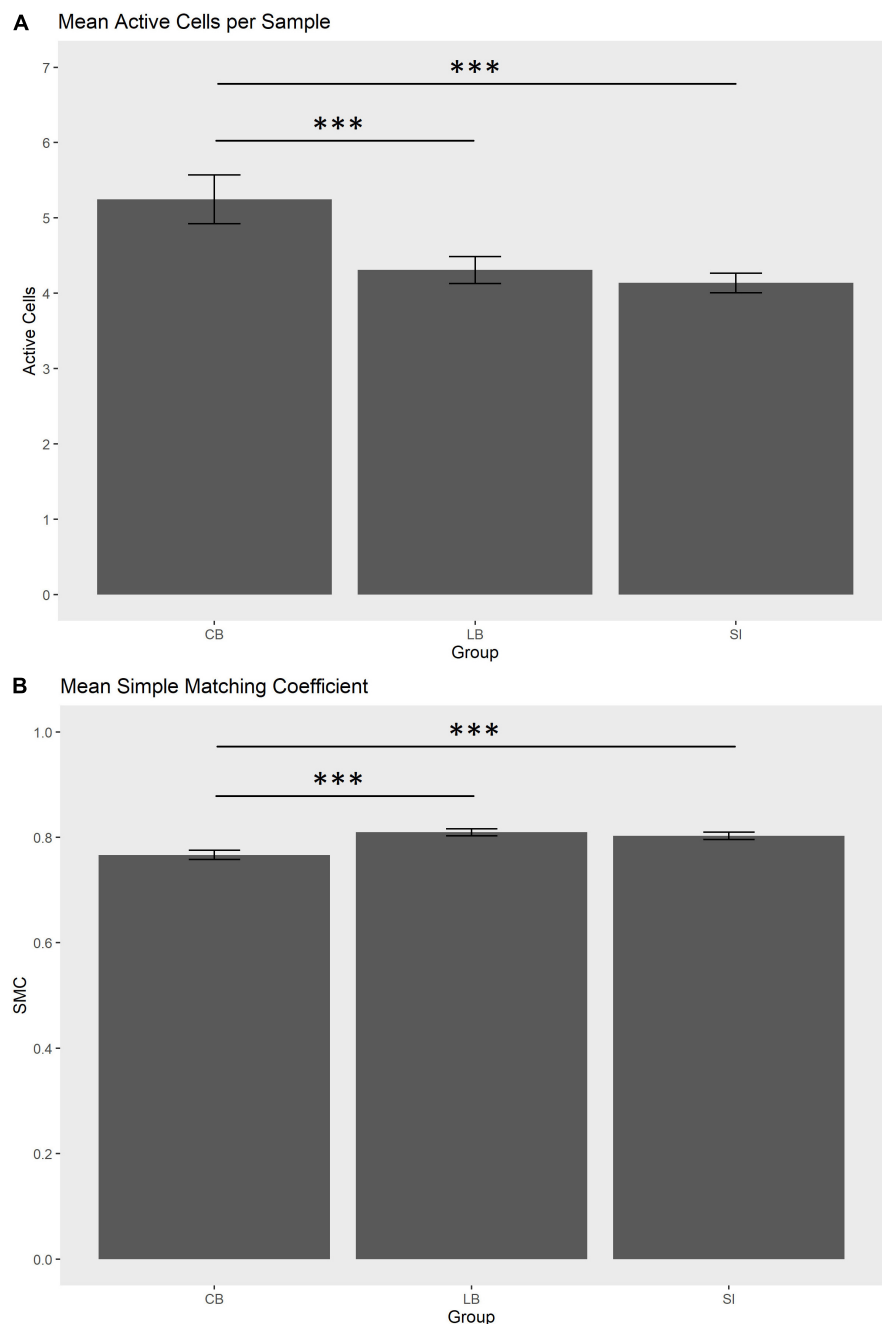 A Mean Active Cells per Sample
7
***
6
***
5
4
Active Cells
3
2
1
0
CB LB SI
Group
B Mean Simple Matching Coefficient
1.0
***
***
0.8
0.6
SMC
0.4
0.2
0.0
CB LB SI
Group